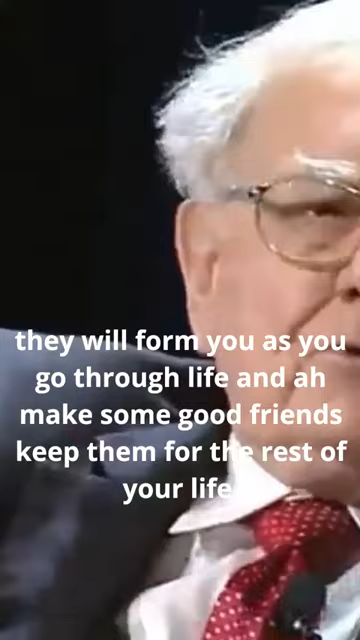 they will form you as you
go through life and ah
make some good friends
keep them for the rest of
your life